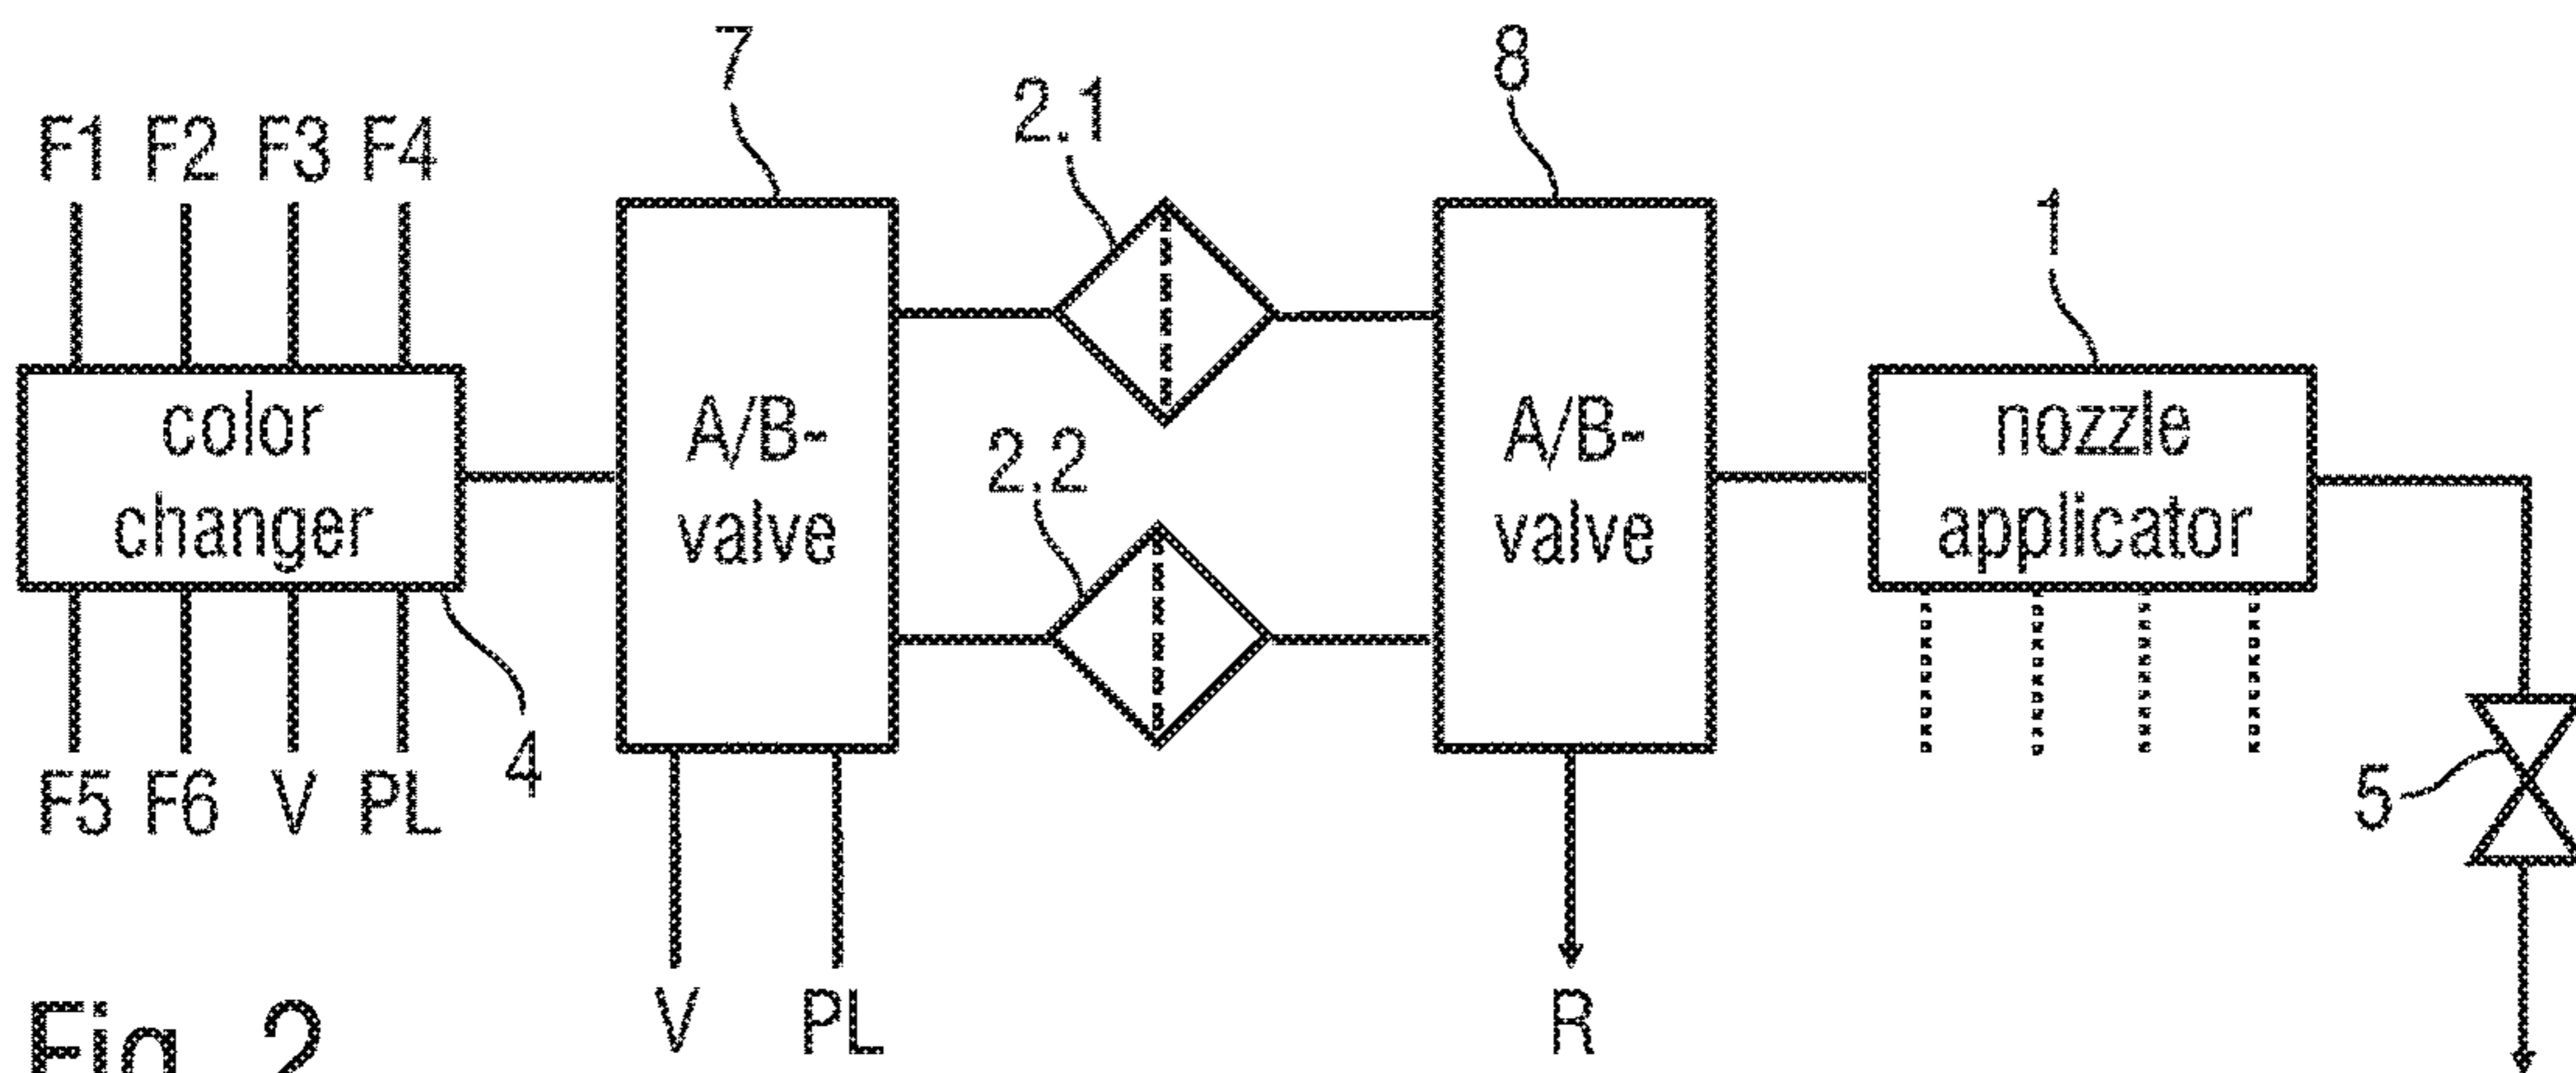 7
8
2.1
F1 F2 F3 F4
1
color
changer
A/B-
valve
2.2
A/B-
valve
nozzle
applicator
4
5
F5 F6 V PL
V PL
R
Fig. 2